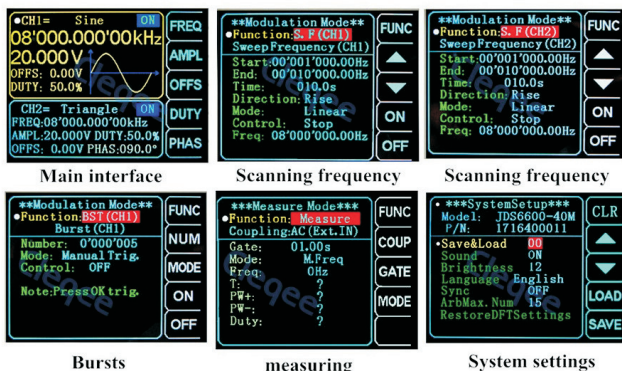 CH1= Sine ON
08'000.000'00kHz
20.000 V
OFFS: 0.00V
DUTY: 50.0%
CH2= Triangle ON
FREQ:08'000.000'00kHz
AMPL:20.000V DUTY:50.0%
OFFS: 0.00V PHAS:090.0°
FREQ
AMPL
OFFS
DUTY
PHAS
Main interface
**Modulation Mode**
Function:S.F(CH1)
SweepFrequency(CH1)
Start:00'001'000.00Hz
End: 00'010'000.00Hz
Time: 010.0s
Direction:Rise
Mode: Linear
Control: Stop
Freq: 08'000'000.00Hz
FUNC
ON
OFF
Scanning frequency
**Modulation Mode**
Function:S.F(CH2)
SweepFrequency(CH2)
Start:00'001'000.00Hz
End: 00'010'000.00Hz
Time: 010.0s
Direction:Rise
Mode: Linear
Control: Stop
Freq: 08'000'000.00Hz
FUNC
ON
OFF
Scanning frequency
**Modulation Mode**
Function:BST(CH1)
Burst(CH1)
Number: 0'000'005
Mode: Manual Trig.
Control: OFF
Note:PressOKtrig.
FUNC
NUM
MODE
ON
OFF
Bursts
***Measure Mode***
Function: Measure
Coupling:AC(Ext.IN)
Gate: 01.00s
Mode: M.Freq
Freq: 0Hz
T: ?
PW+: ?
PW-: ?
Duty: ?
FUNC
COUP
GATE
MODE
measuring
***SystemSetup***
Model: JDS6600-40M
P/N: 1716400011
Save&Load 00
Sound ON
Brightness 12
Language English
Sync OFF
ArbMax.Num 15
RestoreDFTSettings
CLR
LOAD
SAVE
System settings
Cleqee
Cleqee
Cleqee
Cleqee